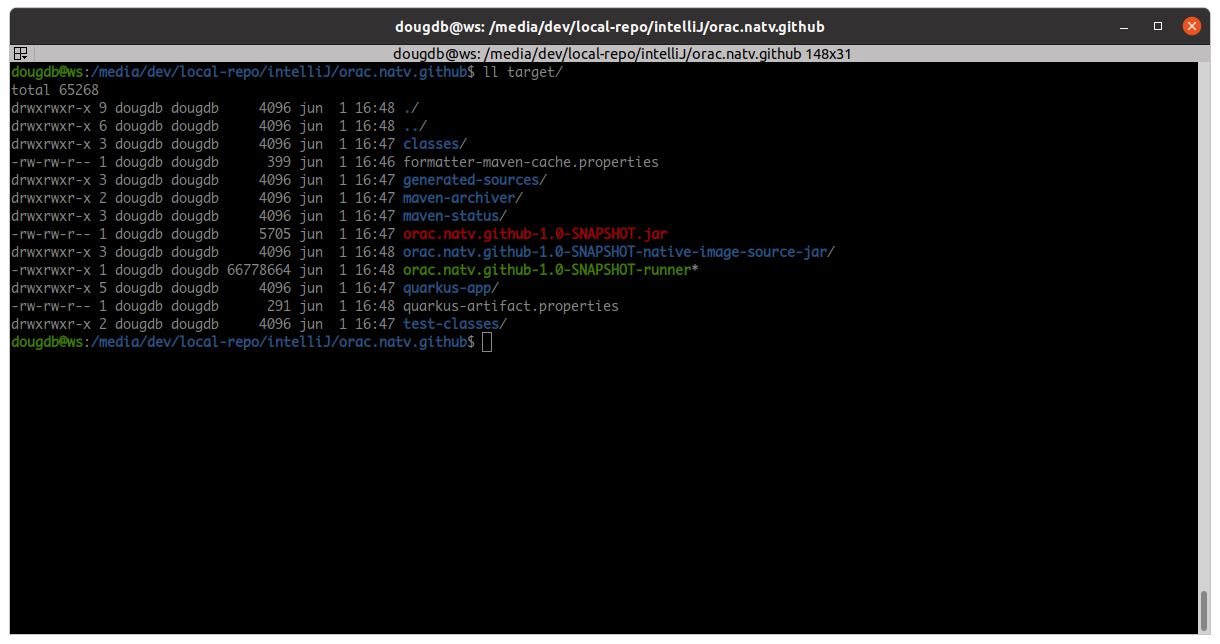 dougdb@ws: /media/dev/local-repo/intelliJ/orac.natv.github
dougdb@ws: /media/dev/local-repo/intelliJ/orac.natv.github 148x31
dougdb@ws:/media/dev/local-repo/intelliJ/orac.natv.github$ ll target/
total 65268
drwxrwxr-x 9 dougdb dougdb     4096 jun  1 16:48 ./
drwxrwxr-x 6 dougdb dougdb     4096 jun  1 16:48 ../
drwxrwxr-x 3 dougdb dougdb     4096 jun  1 16:47 classes/
-rw-rw-r-- 1 dougdb dougdb      399 jun  1 16:46 formatter-maven-cache.properties
drwxrwxr-x 3 dougdb dougdb     4096 jun  1 16:47 generated-sources/
drwxrwxr-x 2 dougdb dougdb     4096 jun  1 16:47 maven-archiver/
drwxrwxr-x 3 dougdb dougdb     4096 jun  1 16:47 maven-status/
-rw-rw-r-- 1 dougdb dougdb     5705 jun  1 16:47 orac.natv.github-1.0-SNAPSHOT.jar
drwxrwxr-x 3 dougdb dougdb     4096 jun  1 16:48 orac.natv.github-1.0-SNAPSHOT-native-image-source-jar/
-rwxrwxr-x 1 dougdb dougdb 66778664 jun  1 16:48 orac.natv.github-1.0-SNAPSHOT-runner*
drwxrwxr-x 5 dougdb dougdb     4096 jun  1 16:47 quarkus-app/
-rw-rw-r-- 1 dougdb dougdb      291 jun  1 16:48 quarkus-artifact.properties
drwxrwxr-x 2 dougdb dougdb     4096 jun  1 16:47 test-classes/
dougdb@ws:/media/dev/local-repo/intelliJ/orac.natv.github$